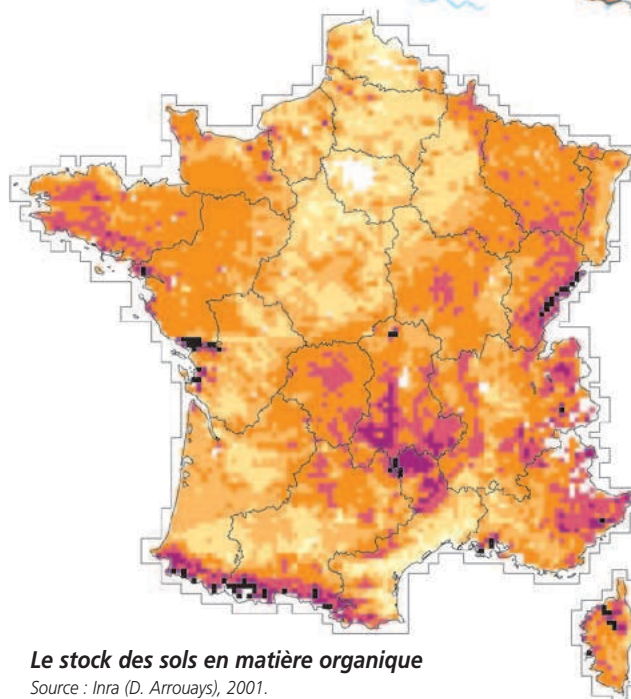 Le stock des sols en matière organique
Source : Inra (D. Arrouays), 2001.